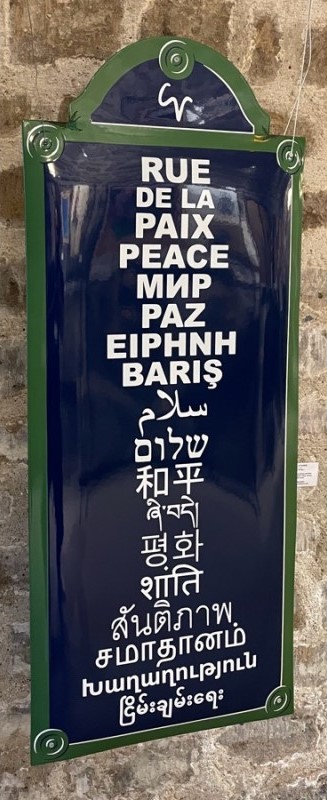 RUE
DE LA
PAIX
PEACE
МИР
PAZ
ΕΙΡΗΝΗ
BARIŞ
سلام
שלום
和平
ཞི་བདེ
평화
शांति
สันติภาพ
சமாதானம்
Խաղաղություն
ငြိမ်းချမ်းရေး